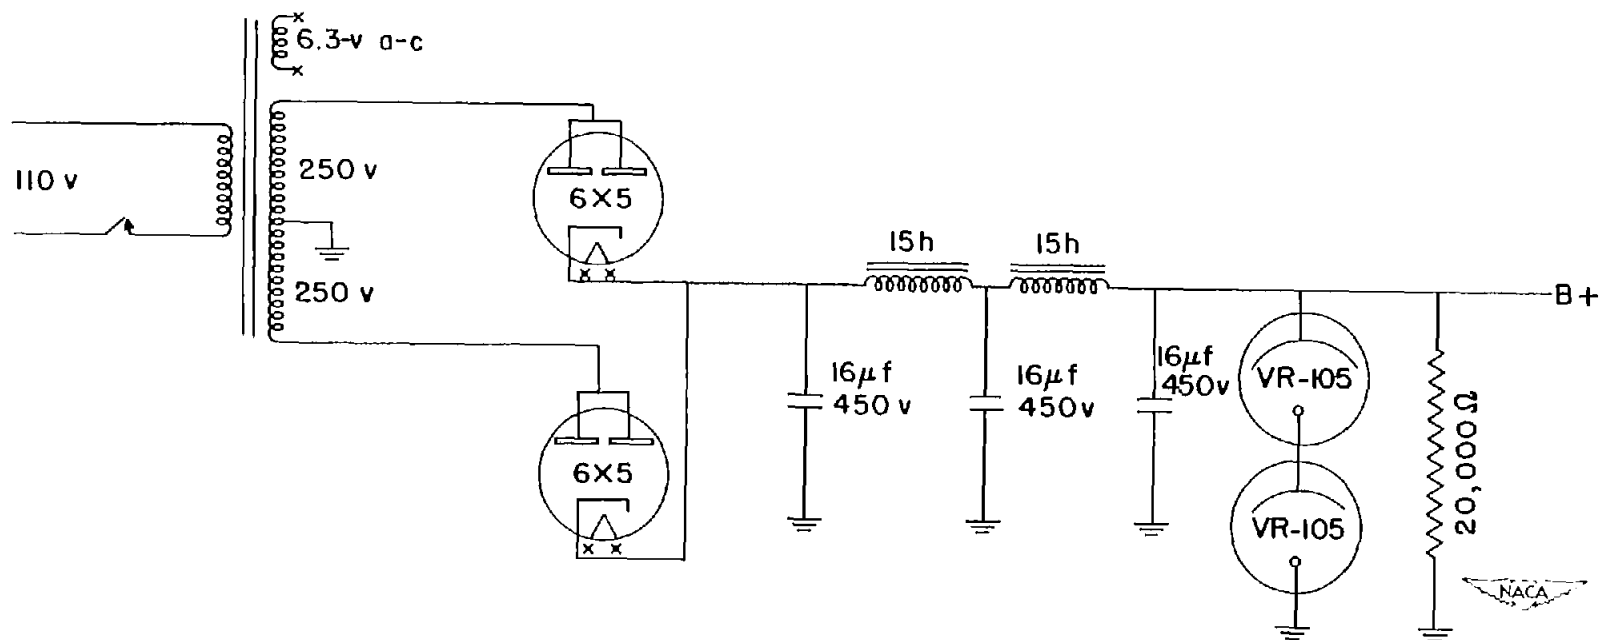 6.3-v a-c
110 v
250 v
250 v
6X5
6X5
15h
15h
16μf
450 v
16μf
450v
16μf
450v
VR-105
VR-105
20,000Ω
B+
NACA